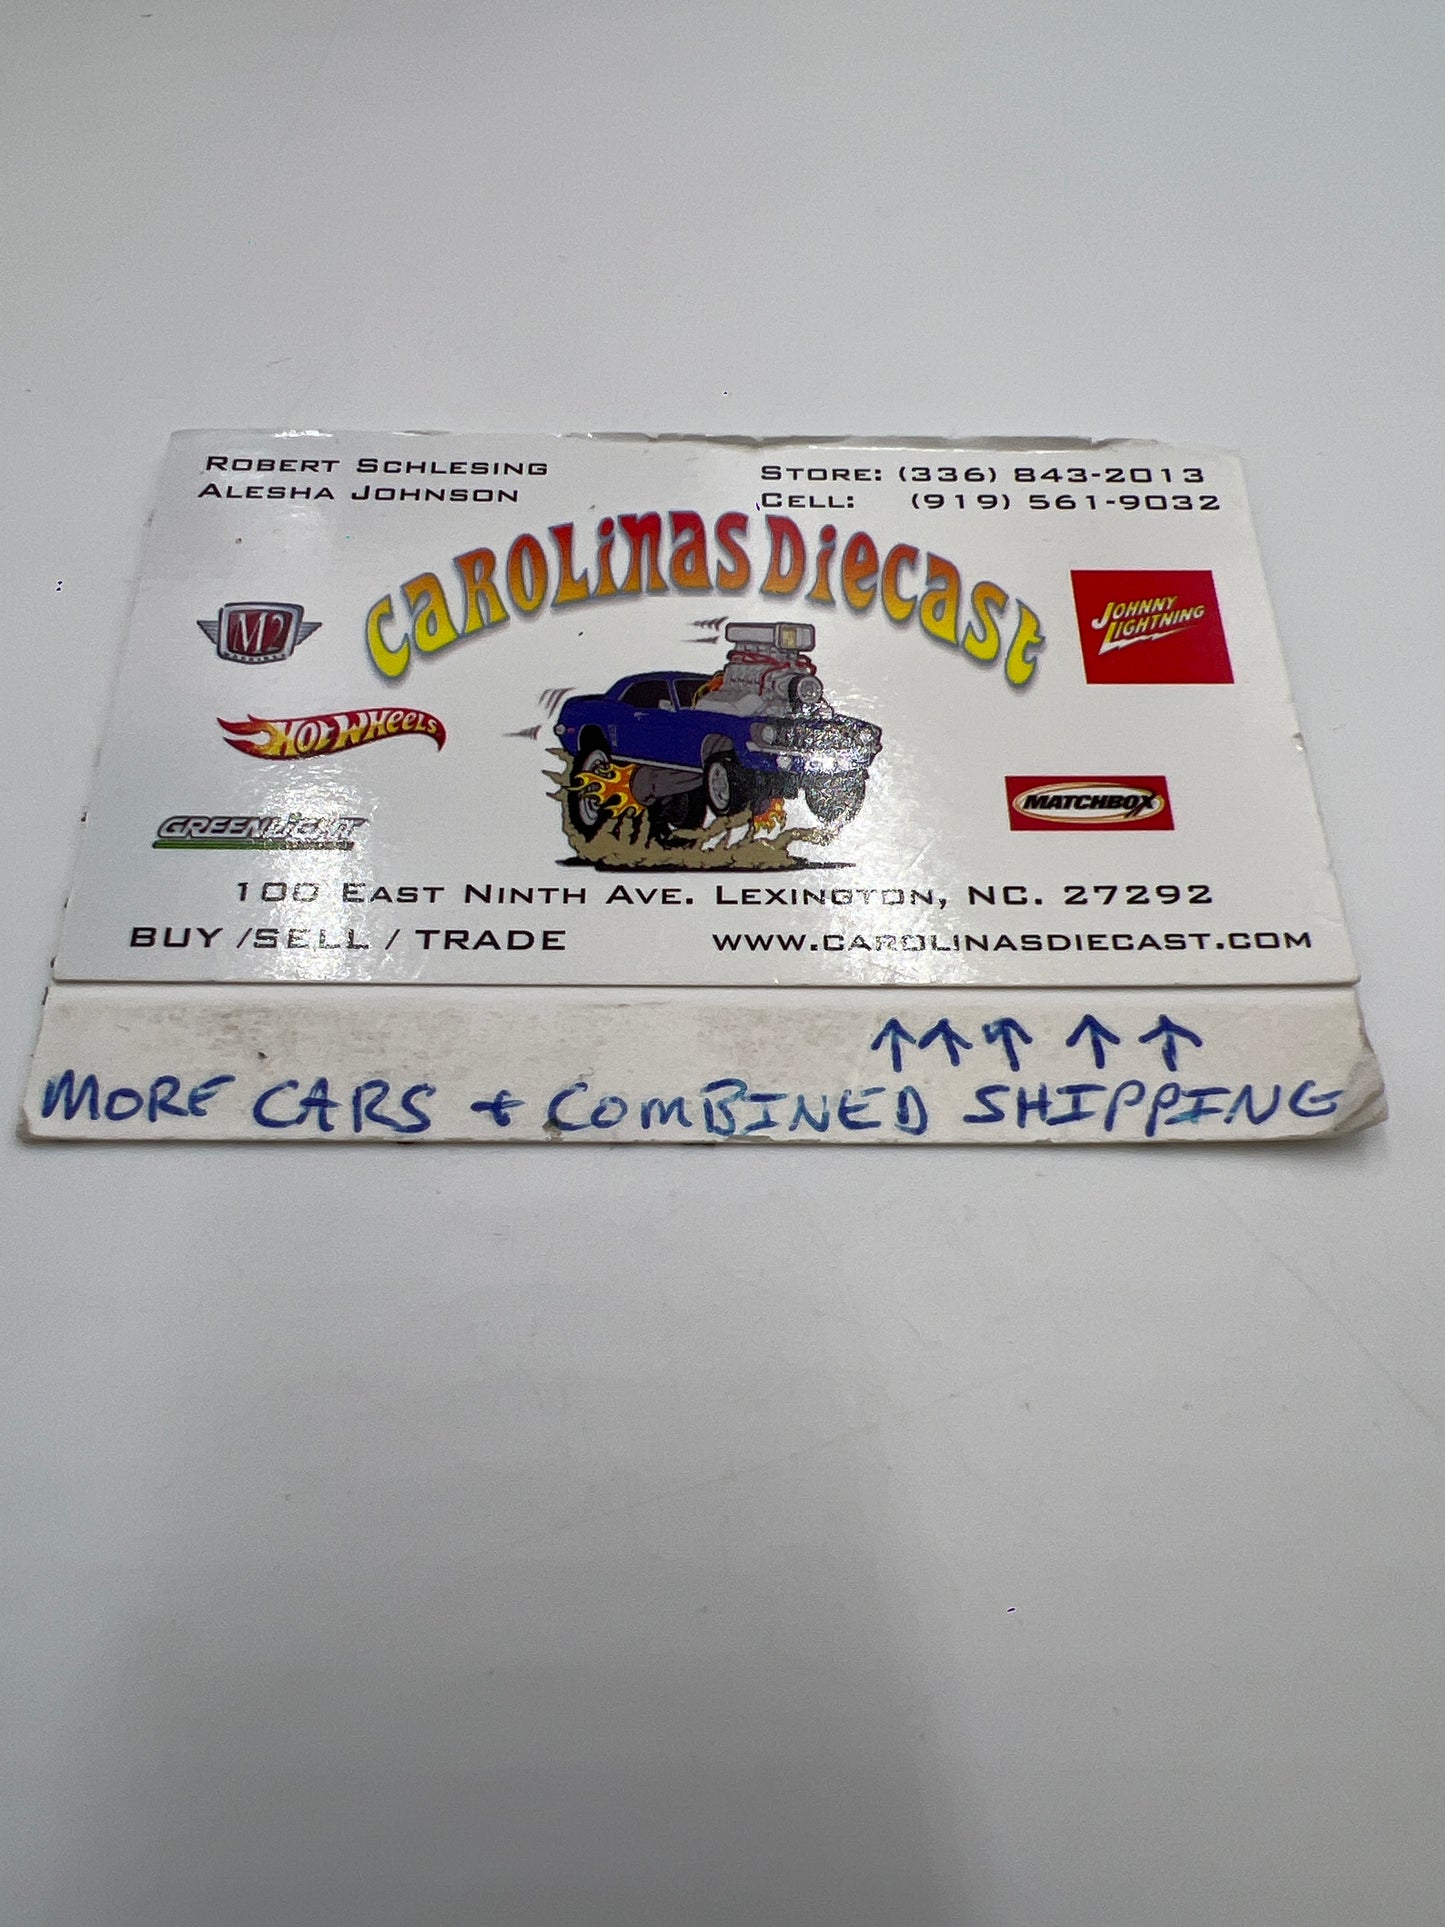 ROBERT SCHLESING
ALESHA JOHNSON
STORE: (336) 843-2013
CELL: (919) 561-9032
CAROLINAS DIECAST
M2
MACHINES
JOHNNY LIGHTNING
HOT WHEELS
MATCHBOX
GREENLIGHT
100 EAST NINTH AVE. LEXINGTON, NC. 27292
BUY /SELL / TRADE
WWW.CAROLINASDIECAST.COM
↑ ↑ ↑ ↑ ↑
MORE CARS + COMBINED SHIPPING